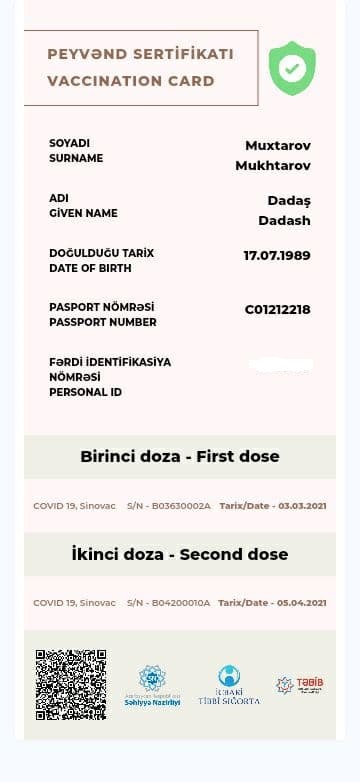 PEYVƏND SERTİFİKATI
VACCINATION CARD
SOYADI
SURNAME
Muxtarov
Mukhtarov
ADI
GİVEN NAME
Dadaş
Dadash
DOĞULDUĞU TARİX
DATE OF BIRTH
17.07.1989
PASPORT NÖMRƏSİ
PASSPORT NUMBER
C01212218
FƏRDİ İDENTİFİKASİYA
NÖMRƏSİ
PERSONAL ID
Birinci doza - First dose
COVID 19, Sinovac S/N - B03630002A Tarix/Date - 03.03.2021
İkinci doza - Second dose
COVID 19, Sinovac S/N - B04200010A Tarix/Date - 05.04.2021
Azərbaycan Respublikası
Səhiyyə Nazirliyi
İCBARİ
TİBBİ SIĞORTA
TƏBİB